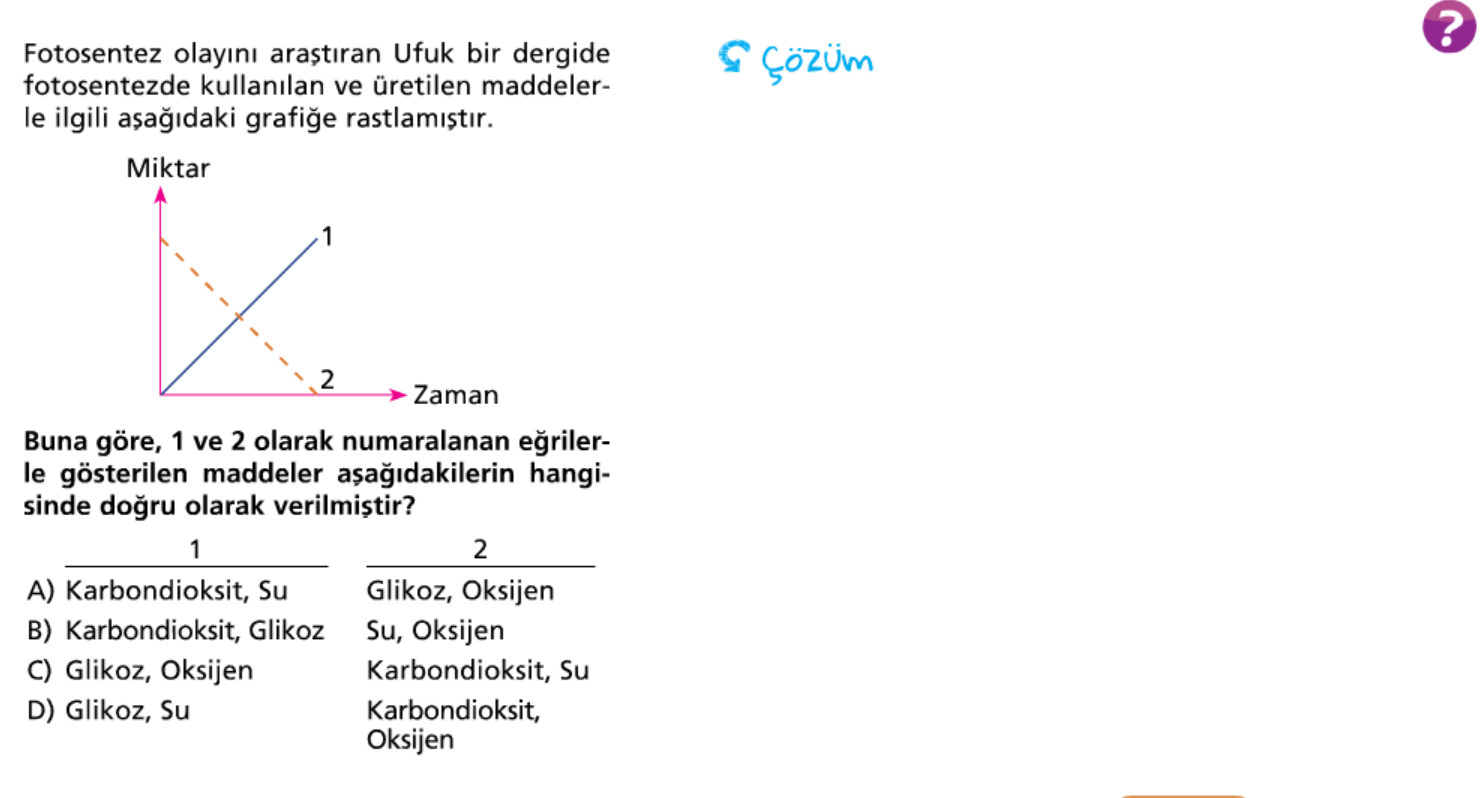 Fotosentez olayını araştıran Ufuk bir dergide
fotosentezde kullanılan ve üretilen maddeler-
le ilgili aşağıdaki grafiğe rastlamıştır.
Miktar
1
2
Zaman
Buna göre, 1 ve 2 olarak numaralanan eğriler-
le gösterilen maddeler aşağıdakilerin hangi-
sinde doğru olarak verilmiştir?
1 2
A) Karbondioksit, Su Glikoz, Oksijen
B) Karbondioksit, Glikoz Su, Oksijen
C) Glikoz, Oksijen Karbondioksit, Su
D) Glikoz, Su Karbondioksit,
Oksijen
Çözüm
?